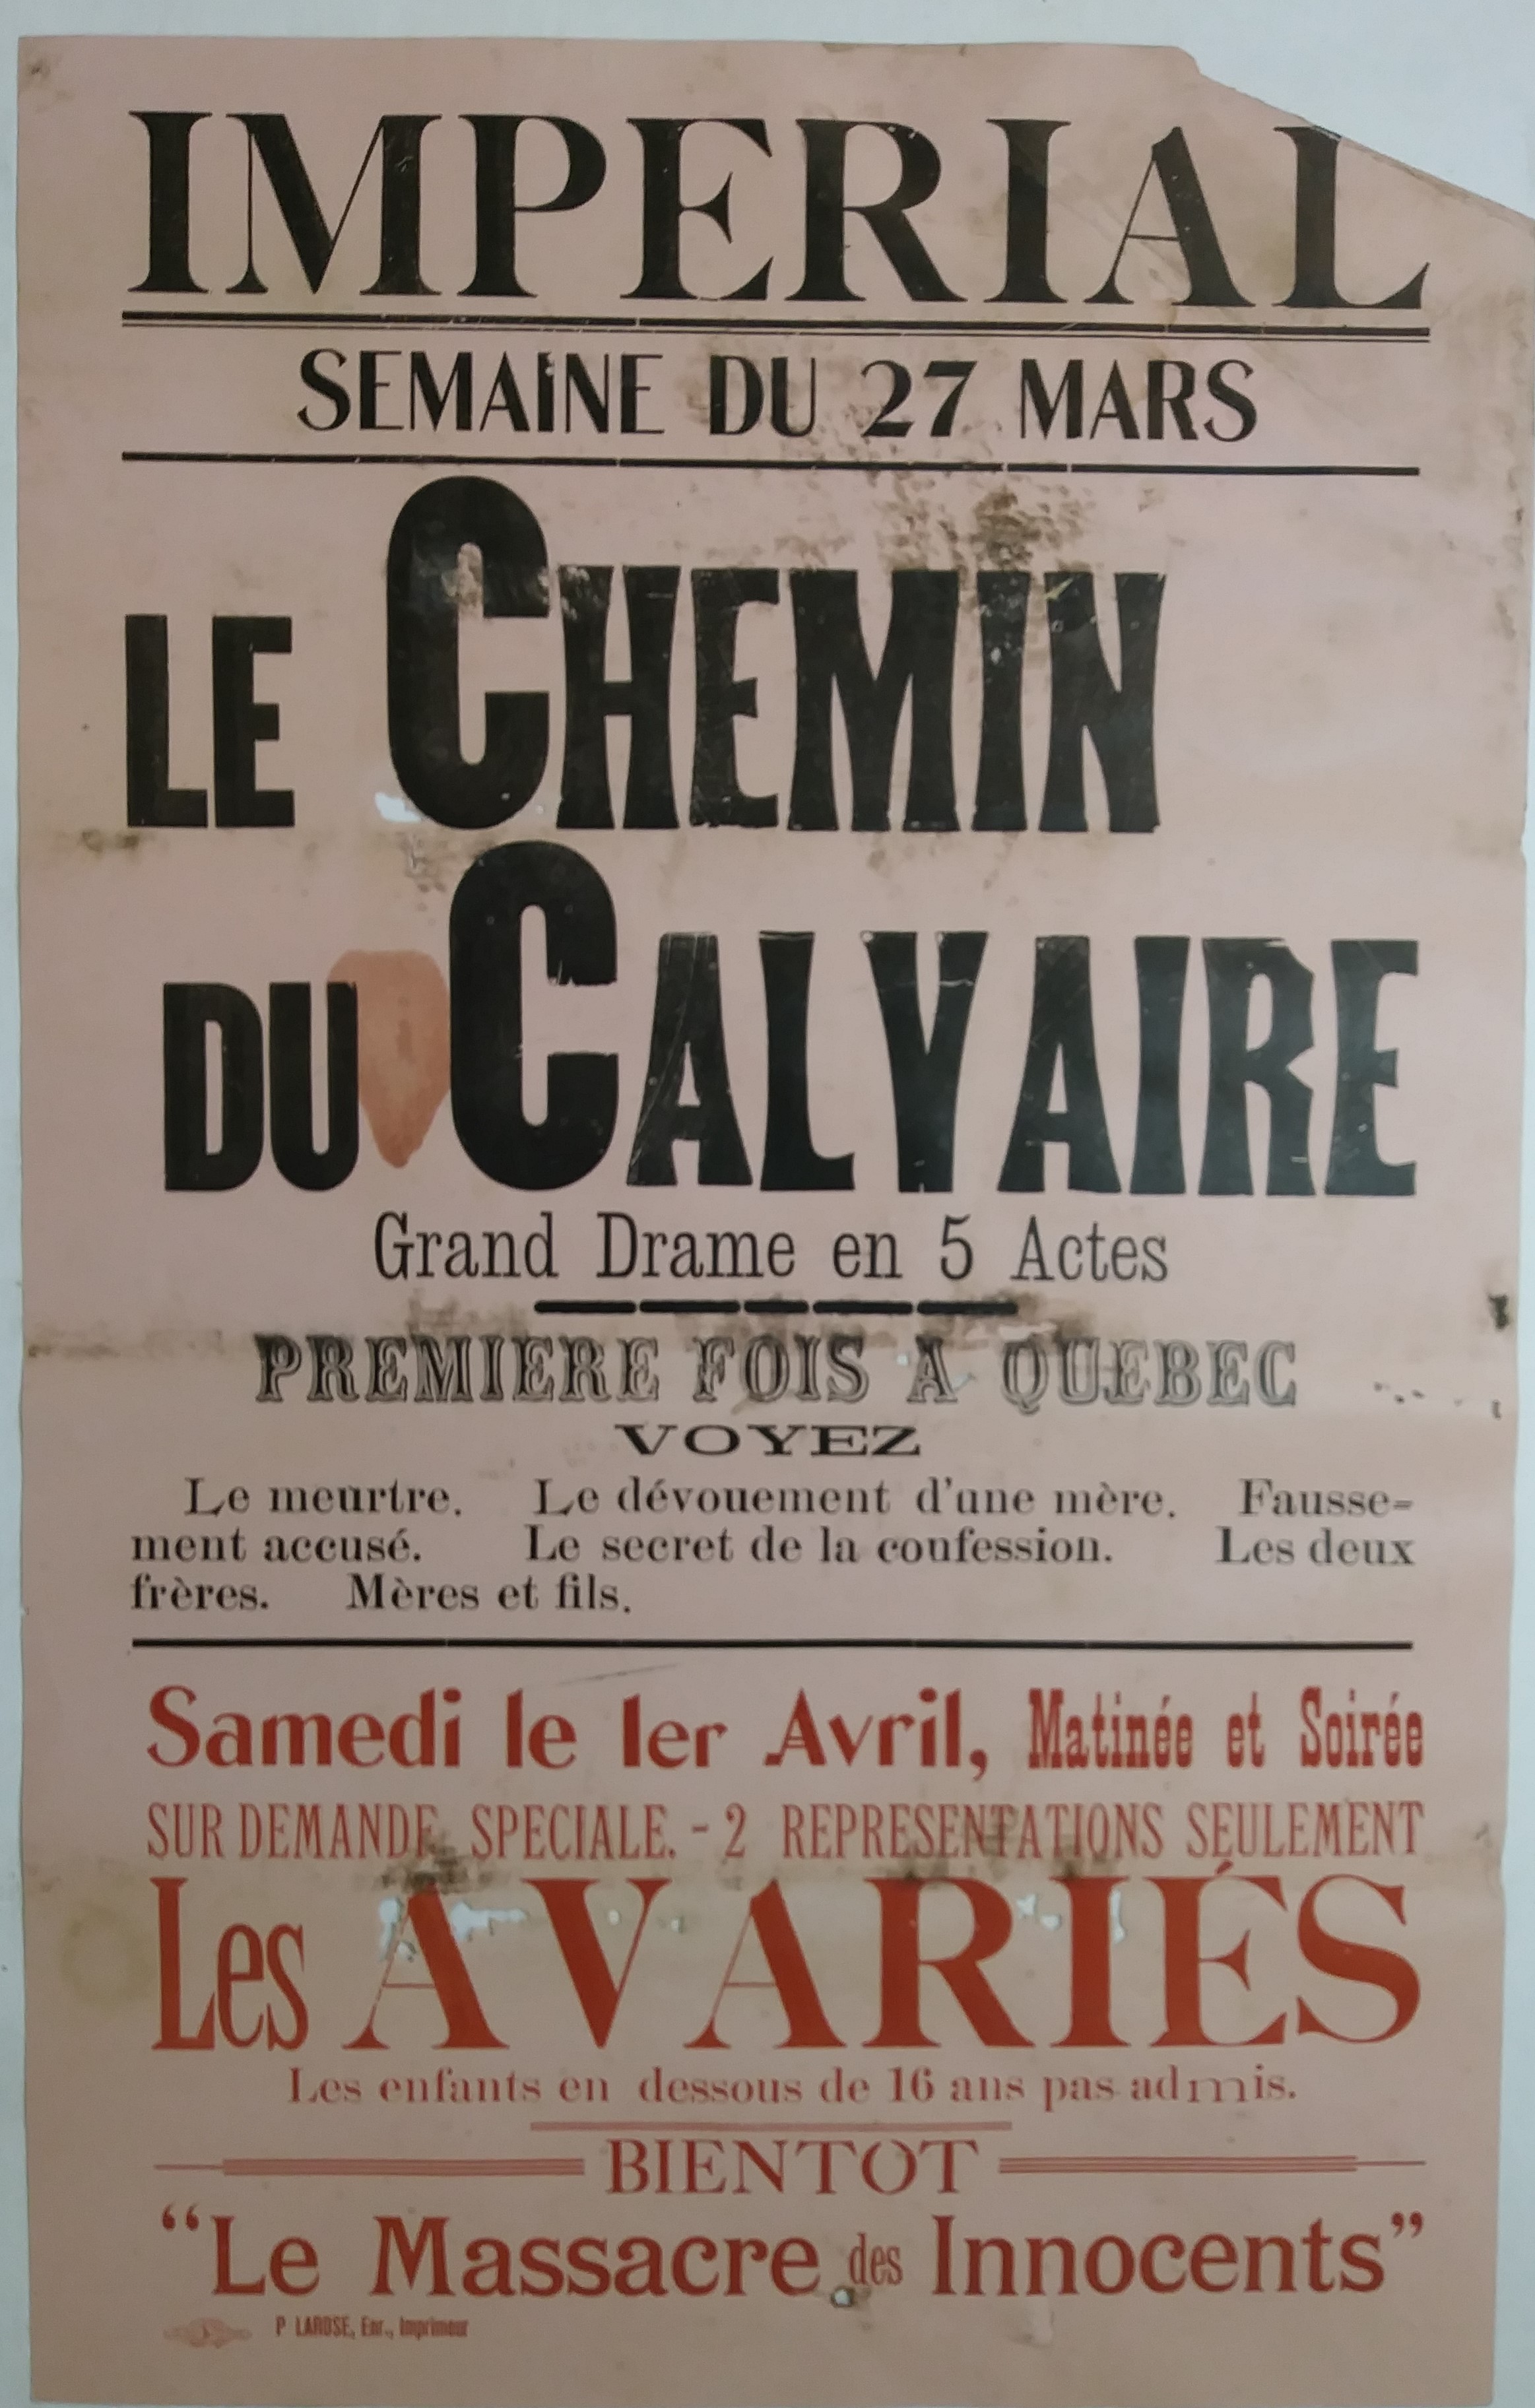 IMPERIAL
SEMAINE DU 27 MARS
LE CHEMIN
DU CALVAIRE
Grand Drame en 5 Actes
PREMIERE FOIS A QUEBEC
VOYEZ
Le meurtre. Le dévouement d'une mère. Fausse-
ment accusé. Le secret de la confession. Les deux
frères. Mères et fils.
Samedi le 1er Avril, Matinée et Soirée
SUR DEMANDE SPECIALE. - 2 REPRESENTATIONS SEULEMENT
Les AVARIÉS
Les enfants en dessous de 16 ans pas admis.
BIENTOT
“Le Massacre des Innocents”
P LAROSE, Enr., Imprimeur